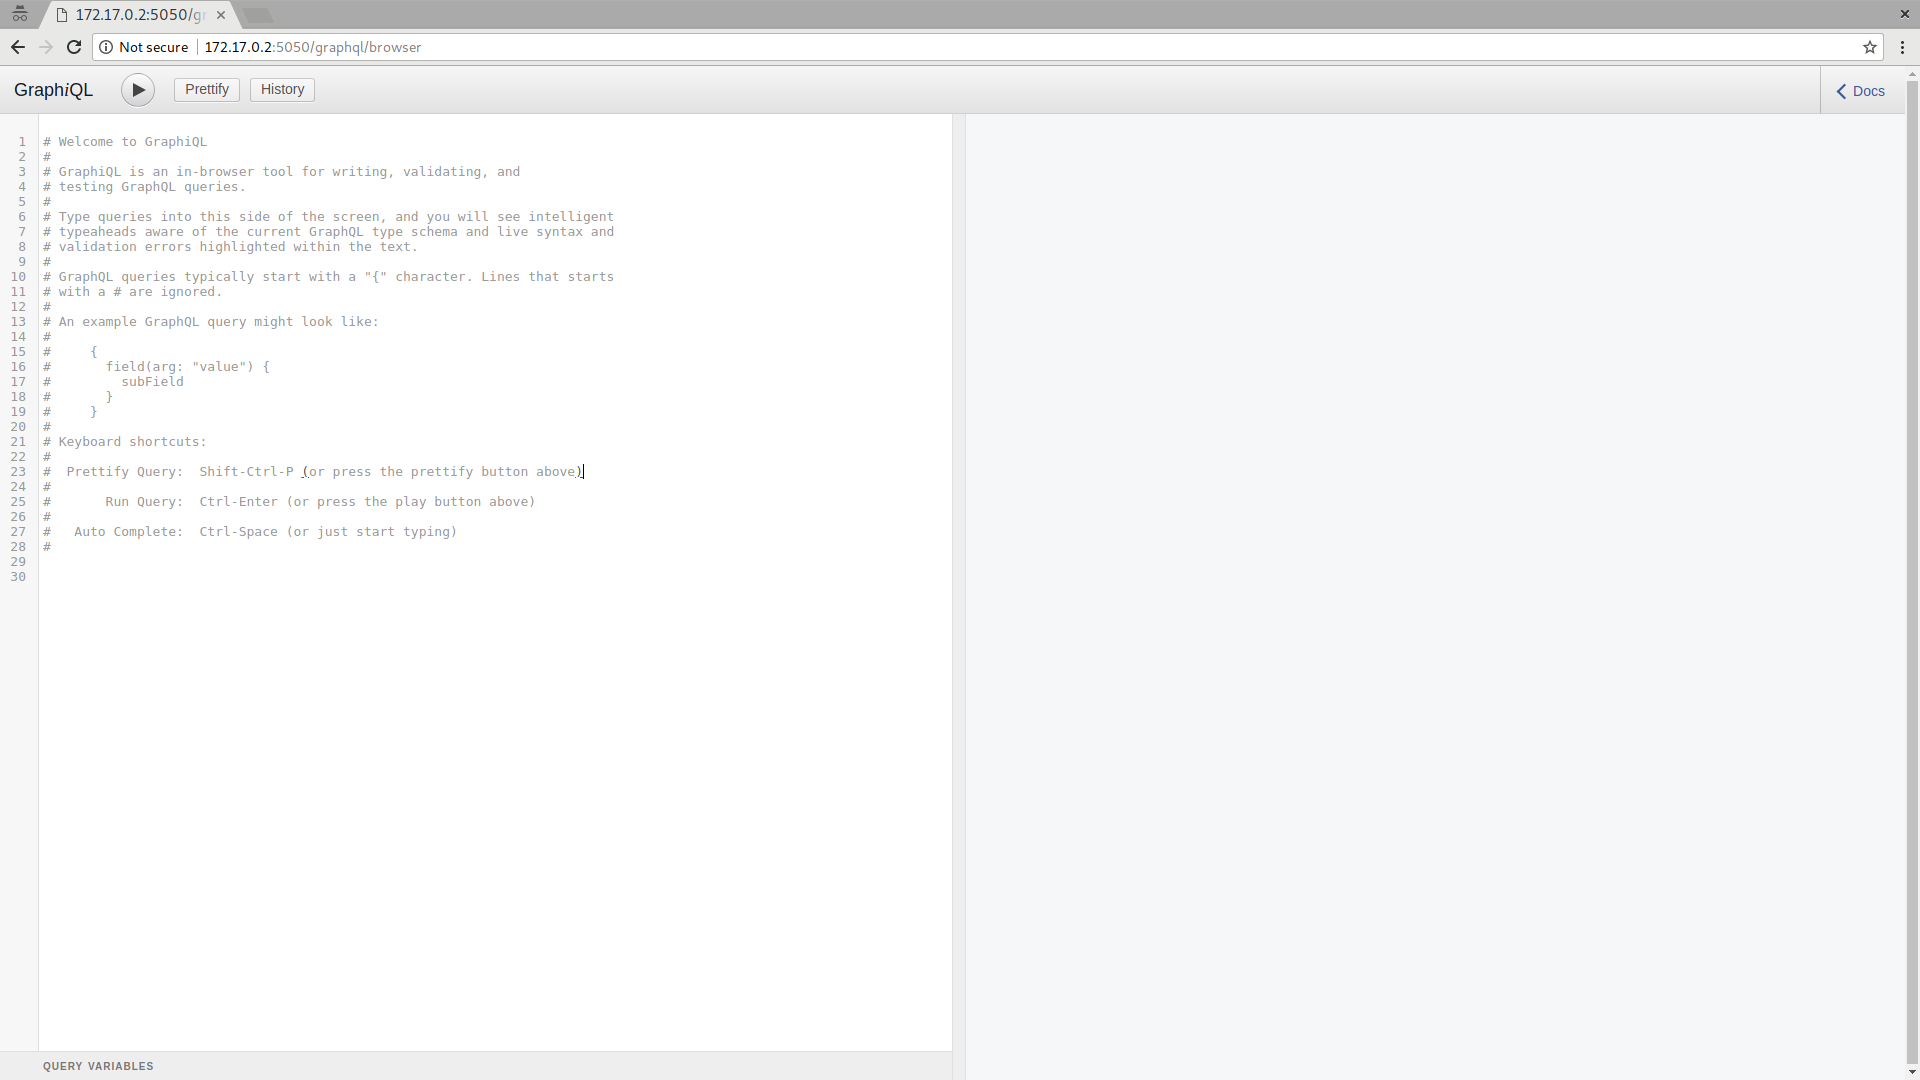 172.17.0.2:5050/gr
Not secure 172.17.0.2:5050/graphql/browser
GraphiQL Prettify History Docs
1 # Welcome to GraphiQL
2 #
3 # GraphiQL is an in-browser tool for writing, validating, and
4 # testing GraphQL queries.
5 #
6 # Type queries into this side of the screen, and you will see intelligent
7 # typeaheads aware of the current GraphQL type schema and live syntax and
8 # validation errors highlighted within the text.
9 #
10 # GraphQL queries typically start with a "{" character. Lines that starts
11 # with a # are ignored.
12 #
13 # An example GraphQL query might look like:
14 #
15 #     {
16 #       field(arg: "value") {
17 #         subField
18 #       }
19 #     }
20 #
21 # Keyboard shortcuts:
22 #
23 #  Prettify Query:  Shift-Ctrl-P (or press the prettify button above)
24 #
25 #       Run Query:  Ctrl-Enter (or press the play button above)
26 #
27 #   Auto Complete:  Ctrl-Space (or just start typing)
28 #
29
30
QUERY VARIABLES